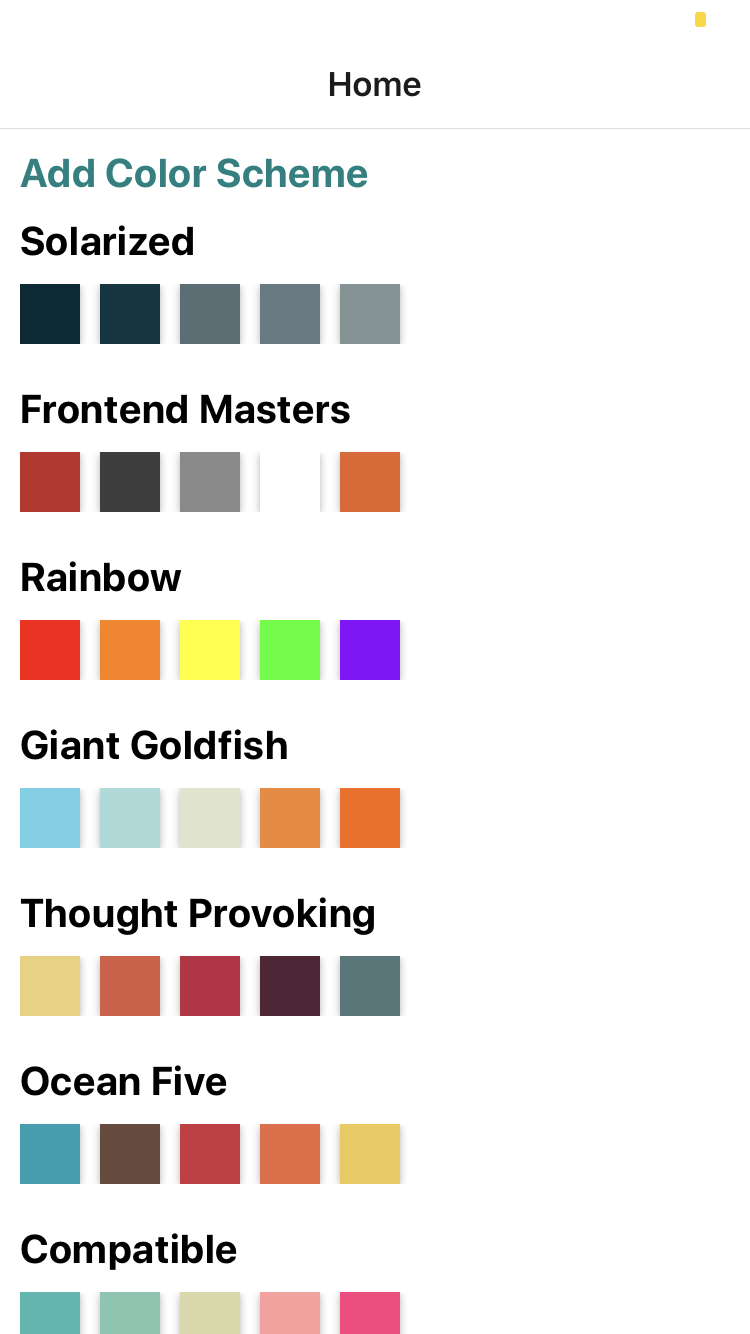 Home
Add Color Scheme
Solarized
Frontend Masters
Rainbow
Giant Goldfish
Thought Provoking
Ocean Five
Compatible